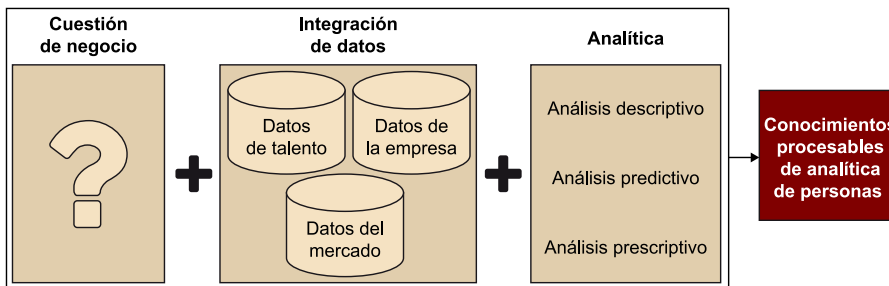 Cuestión
de negocio
Integración
de datos
Analítica
?
Datos
de talento
Datos de
la empresa
Datos del
mercado
Análisis descriptivo
Análisis predictivo
Análisis prescriptivo
Conocimientos
procesables
de analítica
de personas